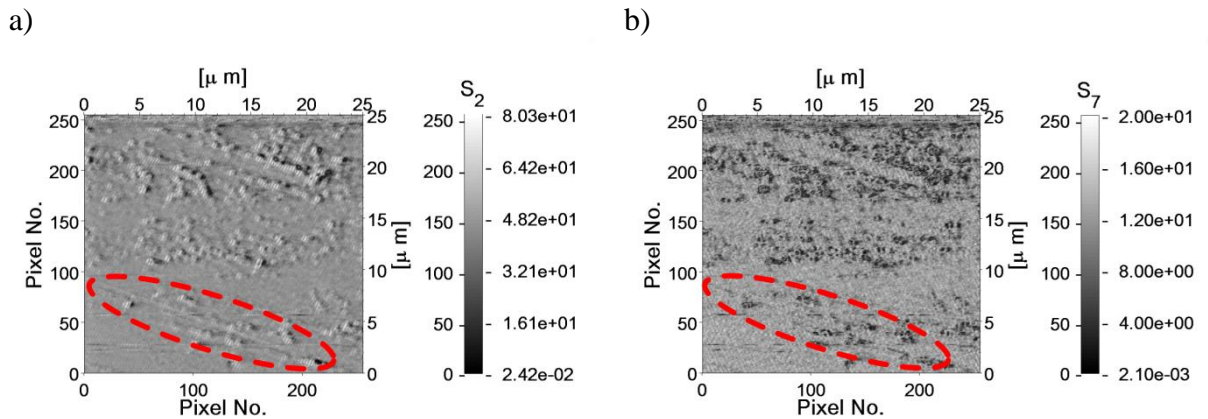 a)
b)
[μ m]
0 5 10 15 20 25
S2
250 200 150 100 50 0
Pixel No.
25 20 15 10 5 0
[μ m]
250 200 150 100 50 0
8.03e+01
6.42e+01
4.82e+01
3.21e+01
1.61e+01
2.42e-02
0 100 200
Pixel No.
[μ m]
0 5 10 15 20 25
S7
250 200 150 100 50 0
Pixel No.
25 20 15 10 5 0
[μ m]
250 200 150 100 50 0
2.00e+01
1.60e+01
1.20e+01
8.00e+00
4.00e+00
2.10e-03
0 100 200
Pixel No.